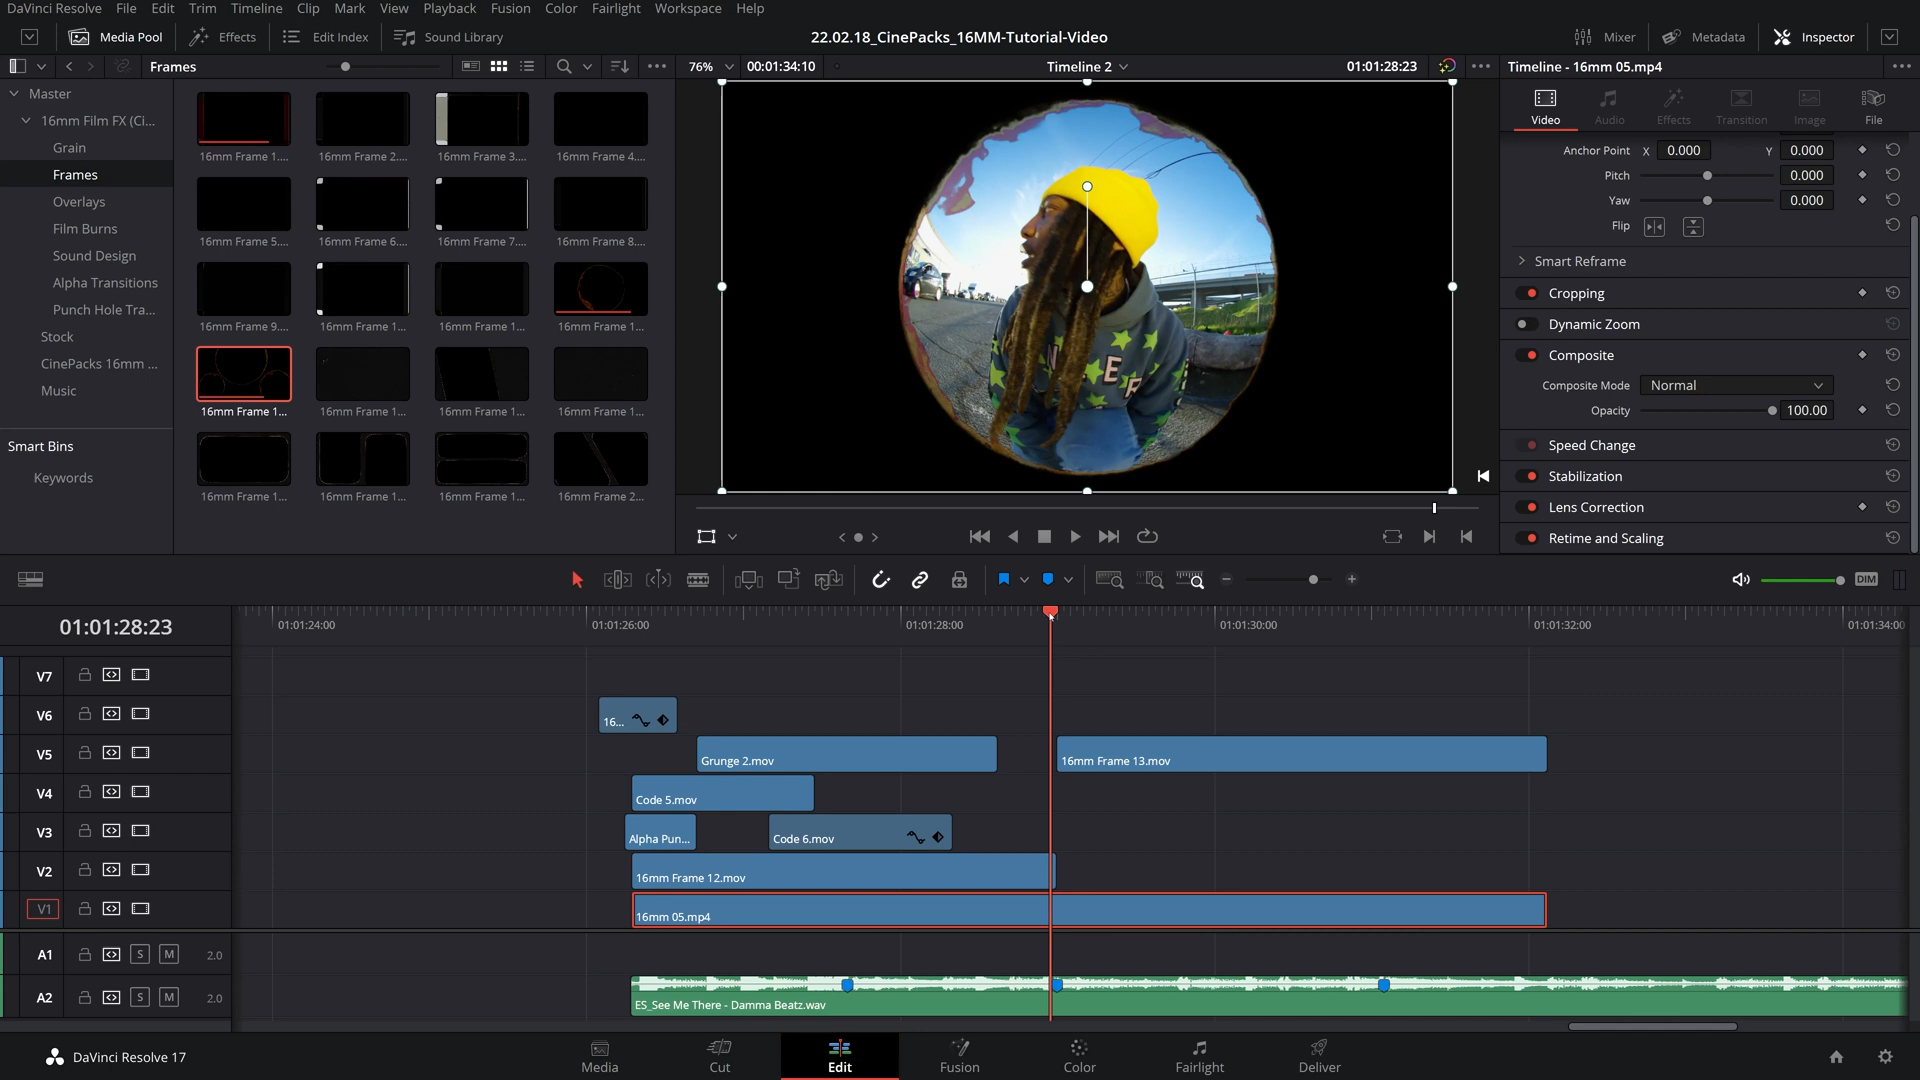 DaVinci Resolve File Edit Trim Timeline Clip Mark View Playback Fusion Color Fairlight Workspace Help
Media Pool Effects Edit Index Sound Library 22.02.18_CinePacks_16MM-Tutorial-Video Mixer Metadata Inspector
Frames 76% 00:01:34:10 Timeline 2 01:01:28:23 Timeline - 16mm 05.mp4
Master
16mm Film FX (Ci...
Grain
Frames
Overlays
Film Burns
Sound Design
Alpha Transitions
Punch Hole Tra...
Stock
CinePacks 16mm ...
Music
Smart Bins
Keywords
16mm Frame 1.... 16mm Frame 2.... 16mm Frame 3.... 16mm Frame 4....
16mm Frame 5.... 16mm Frame 6.... 16mm Frame 7.... 16mm Frame 8....
16mm Frame 9.... 16mm Frame 1... 16mm Frame 1... 16mm Frame 1...
16mm Frame 1... 16mm Frame 1... 16mm Frame 1... 16mm Frame 1...
16mm Frame 1... 16mm Frame 1... 16mm Frame 1... 16mm Frame 2...
Video Audio Effects Transition Image File
Anchor Point X 0.000 Y 0.000
Pitch 0.000
Yaw 0.000
Flip
Smart Reframe
Cropping
Dynamic Zoom
Composite
Composite Mode Normal
Opacity 100.00
Speed Change
Stabilization
Lens Correction
Retime and Scaling
DIM
01:01:28:23 01:01:24:00 01:01:26:00 01:01:28:00 01:01:30:00 01:01:32:00 01:01:34:00
V7
V6 16...
V5 Grunge 2.mov 16mm Frame 13.mov
V4 Code 5.mov
V3 Alpha Pun... Code 6.mov
V2 16mm Frame 12.mov
V1 16mm 05.mp4
A1 S M 2.0
A2 S M 2.0 ES_See Me There - Damma Beatz.wav
DaVinci Resolve 17 Media Cut Edit Fusion Color Fairlight Deliver